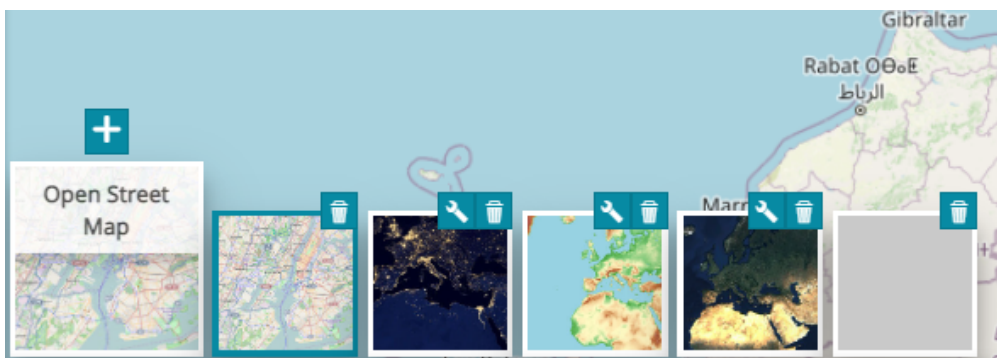 Gibraltar
Rabat ⵔⴱⴰⵟ
الرباط
Open Street
Map
Marr